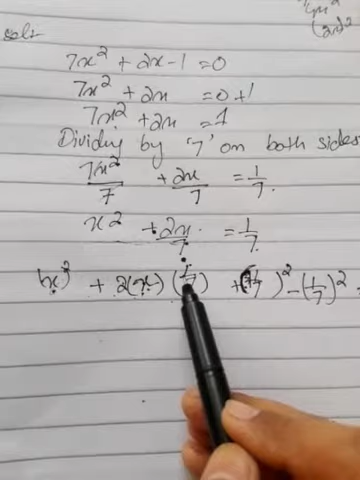 soln
7x² + 2x - 1 = 0
7x² + 2x = 0 + 1
7x² + 2x = 1
Dividing by '7' on both sides
7x²/7 + 2x/7 = 1/7.
x² + 2x/7 = 1/7.
(x)² + 2(x)(1/7) + (1/7)² - (1/7)² =